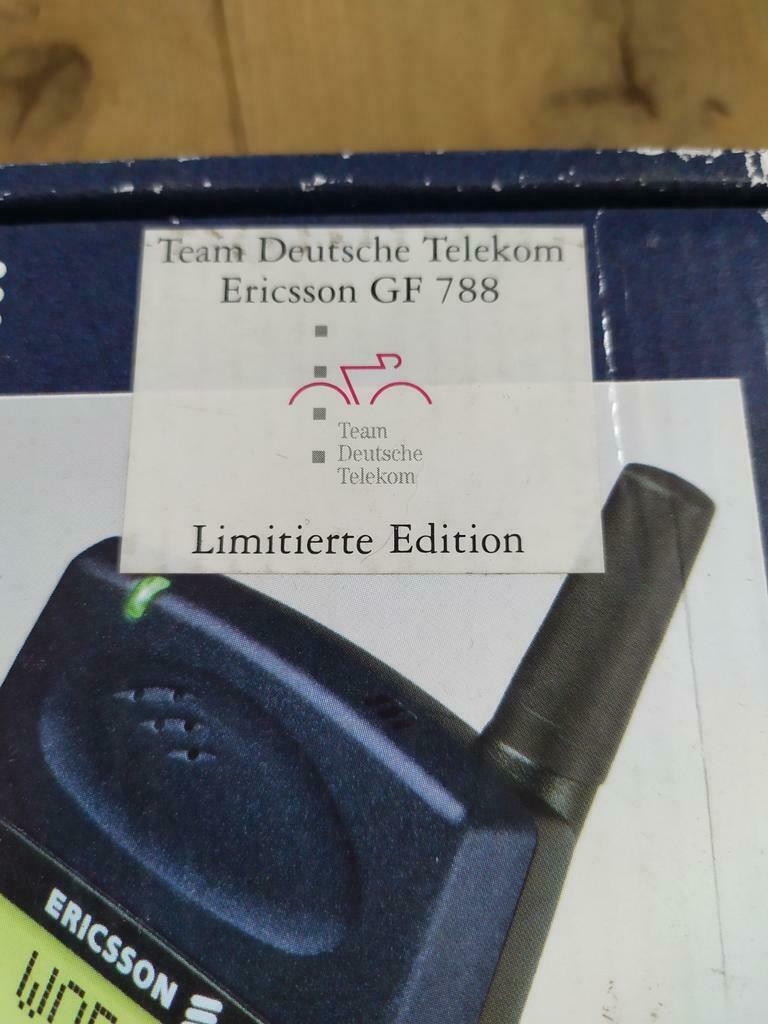 Team Deutsche Telekom
Ericsson GF 788
Team
Deutsche
Telekom
Limitierte Edition
ERICSSON